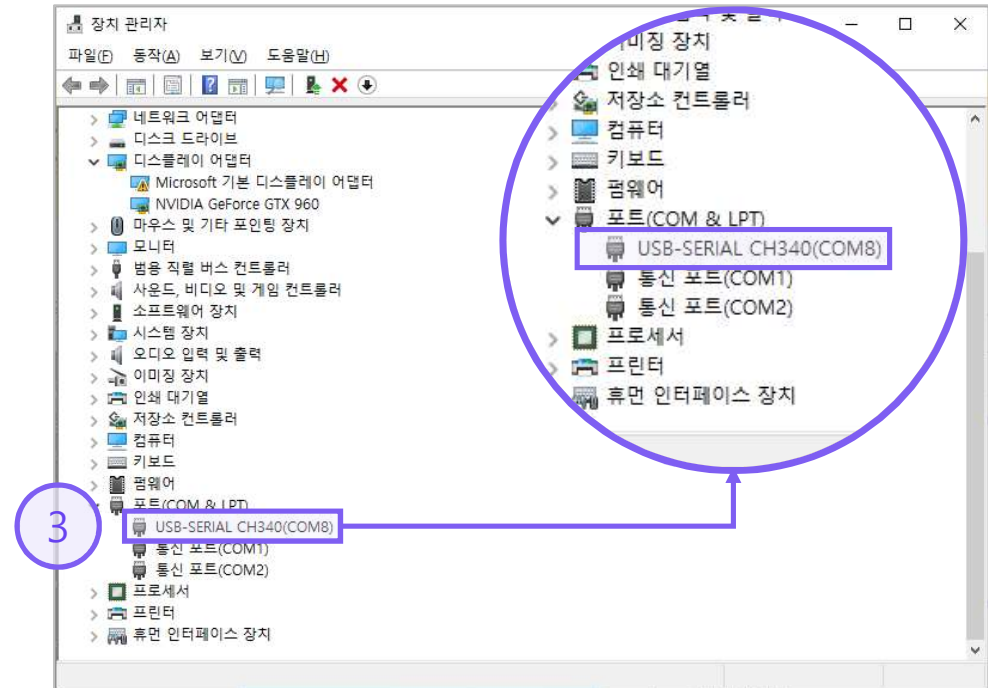 장치 관리자
파일(F) 동작(A) 보기(V) 도움말(H)
네트워크 어댑터
디스크 드라이브
디스플레이 어댑터
Microsoft 기본 디스플레이 어댑터
NVIDIA GeForce GTX 960
마우스 및 기타 포인팅 장치
모니터
범용 직렬 버스 컨트롤러
사운드, 비디오 및 게임 컨트롤러
소프트웨어 장치
시스템 장치
오디오 입력 및 출력
이미징 장치
인쇄 대기열
저장소 컨트롤러
컴퓨터
키보드
펌웨어
포트(COM & LPT)
USB-SERIAL CH340(COM8)
통신 포트(COM1)
통신 포트(COM2)
프로세서
프린터
휴먼 인터페이스 장치
3
이미징 장치
인쇄 대기열
저장소 컨트롤러
컴퓨터
키보드
펌웨어
포트(COM & LPT)
USB-SERIAL CH340(COM8)
통신 포트(COM1)
통신 포트(COM2)
프로세서
프린터
휴먼 인터페이스 장치